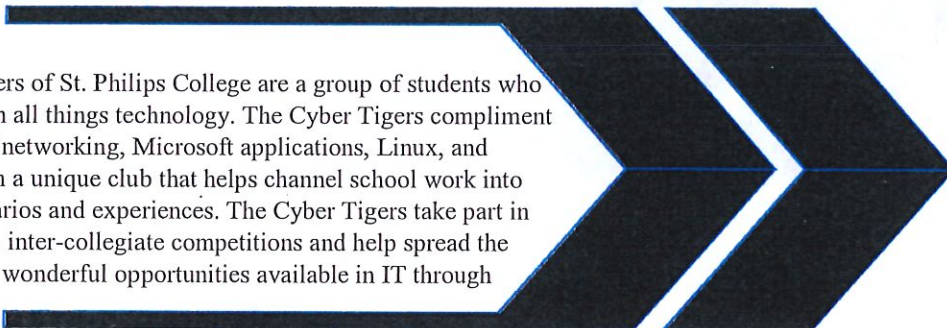 of St. Philips College are a group of students who
all things technology. The Cyber Tigers compliment
networking, Microsoft applications, Linux, and
a unique club that helps channel school work into
and experiences. The Cyber Tigers take part in
inter-collegiate competitions and help spread the
wonderful opportunities available in IT through